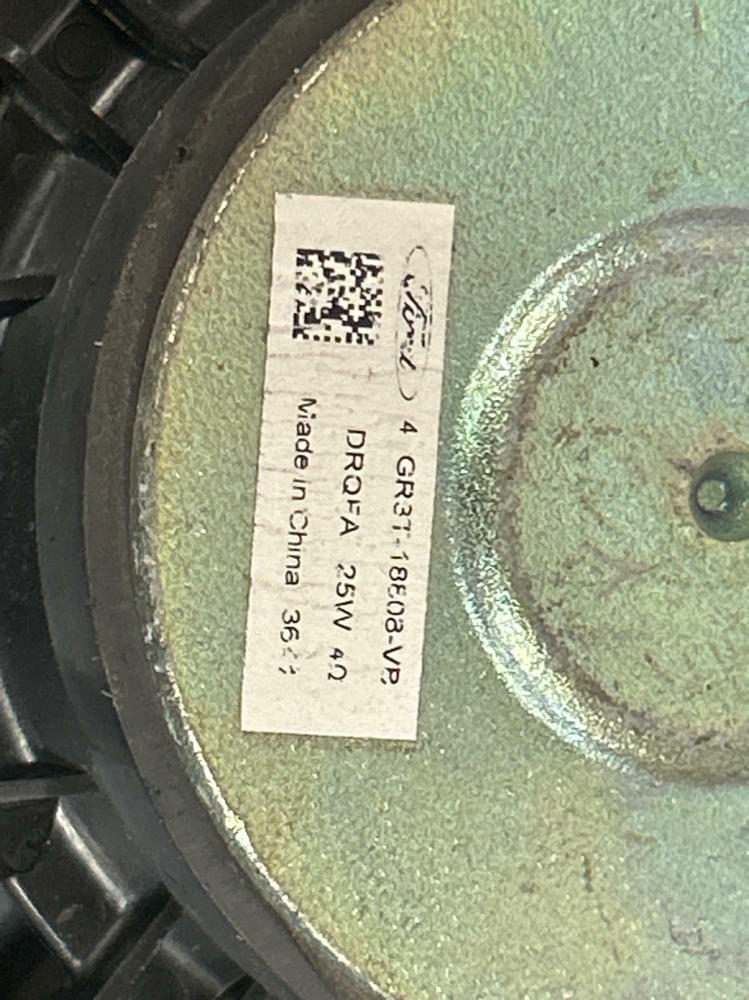 Ford 4 GR3T-18808-VB
DRQFA 25W 4Ω
Made in China